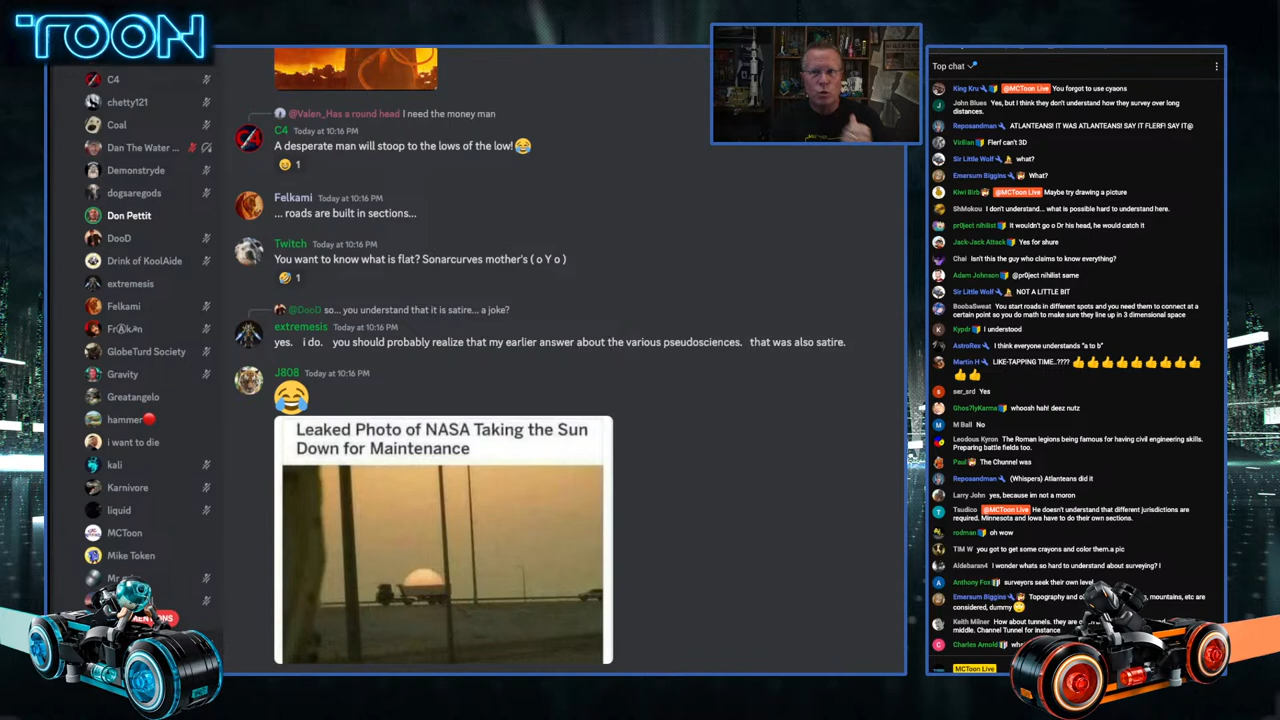 TOON
C4
chetty121
Coal
Dan The Water ...
Demonstryde
dogsaregods
Don Pettit
DooD
Drink of KoolAide
extremesis
Felkami
FrⒶk₳n
GlobeTurd Society
Gravity
Greatangelo
hammer🔴
i want to die
kali
Karnivore
liquid
MCToon
Mike Token
@Valen_Has a round head I need the money man
C4 Today at 10:16 PM
A desperate man will stoop to the lows of the low!😂
😄 1
Felkami Today at 10:16 PM
... roads are built in sections...
Twitch Today at 10:16 PM
You want to know what is flat? Sonarcurves mother's ( o Y o )
🤣 1
@DooD so... you understand that it is satire... a joke?
extremesis Today at 10:16 PM
yes. i do. you should probably realize that my earlier answer about the various pseudosciences. that was also satire.
J808 Today at 10:16 PM
😂
Leaked Photo of NASA Taking the Sun
Down for Maintenance
Top chat
King Kru @MCToon Live You forgot to use cyaons
John Blues Yes, but I think they don't understand how they survey over long
distances.
Reposandman ATLANTEANS! IT WAS ATLANTEANS! SAY IT FLERF! SAY IT@
Virilian Flerf can't 3D
Sir Little Wolf what?
Emersum Biggins What?
Kiwi Birb @MCToon Live Maybe try drawing a picture
ShMokou I don't understand... what is possible hard to understand here.
pr0ject nihilist It wouldn't go o Dr his head, he would catch it
Jack-Jack Attack Yes for shure
Chai Isn't this the guy who claims to know everything?
Adam Johnson @pr0ject nihilist same
Sir Little Wolf NOT A LITTLE BIT
BoobaSweat You start roads in different spots and you need them to connect at a
certain point so you do math to make sure they line up in 3 dimensional space
Kypdr I understood
AstroRex I think everyone understands "a to b"
Martin H LIKE-TAPPING TIME..???? 👍👍👍👍👍👍👍👍👍
👍👍
ser_srd Yes
Ghos7lyKarma whoosh hah! deez nutz
M Ball No
Leodous Kyron The Roman legions being famous for having civil engineering skills.
Preparing battle fields too.
Paul The Chunnel was
Reposandman (Whispers) Atlanteans did it
Larry John yes, because im not a moron
Tsudico @MCToon Live He doesn't understand that different jurisdictions are
required. Minnesota and Iowa have to do their own sections.
rodman oh wow
TIM W you got to get some crayons and color them.a pic
Aldebaran4 I wonder whats so hard to understand about surveying? I
Anthony Fox surveyors seek their own level
Emersum Biggins Topography and mountains, etc are
considered, dummy
Keith Milner How about tunnels. they are
middle. Channel Tunnel for instance
Charles Arnold
MCToon Live